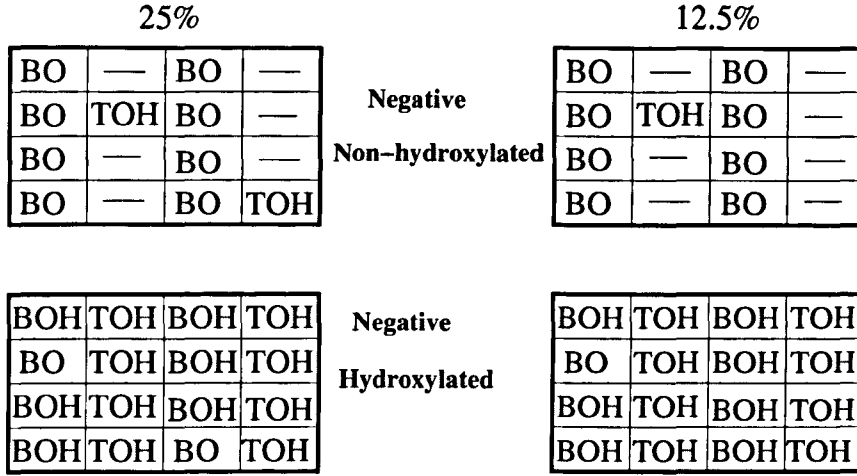 25% 12.5%
BO — BO —
BO TOH BO —
BO — BO —
BO — BO TOH
Negative
Non-hydroxylated
BO — BO —
BO TOH BO —
BO — BO —
BO — BO —
BOH TOH BOH TOH
BO TOH BOH TOH
BOH TOH BOH TOH
BOH TOH BO TOH
Negative
Hydroxylated
BOH TOH BOH TOH
BO TOH BOH TOH
BOH TOH BOH TOH
BOH TOH BOH TOH